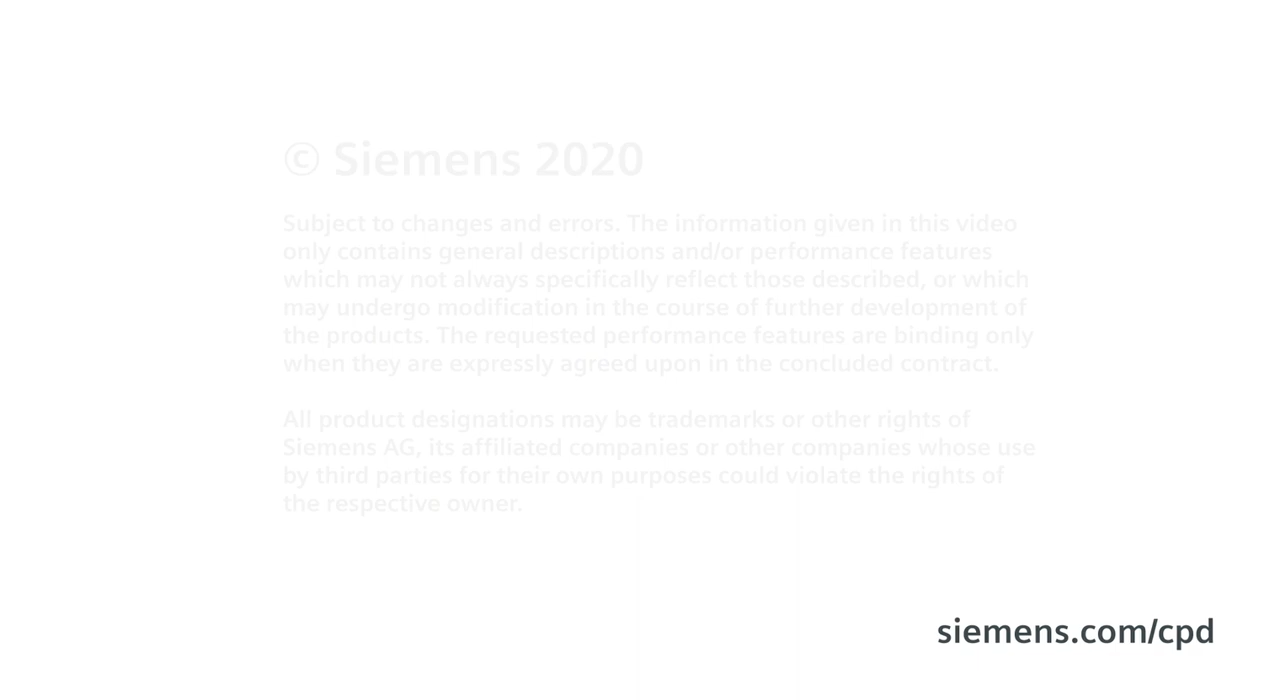 © Siemens 2020
Subject to changes and errors. The information given in this video
only contains general descriptions and/or performance features
which may not always specifically reflect those described, or which
may undergo modification in the course of further development of
the products. The requested performance features are binding only
when they are expressly agreed upon in the concluded contract.
All product designations may be trademarks or other rights of
Siemens AG, its affiliated companies or other companies whose use
by third parties for their own purposes could violate the rights of
the respective owner.
siemens.com/cpd